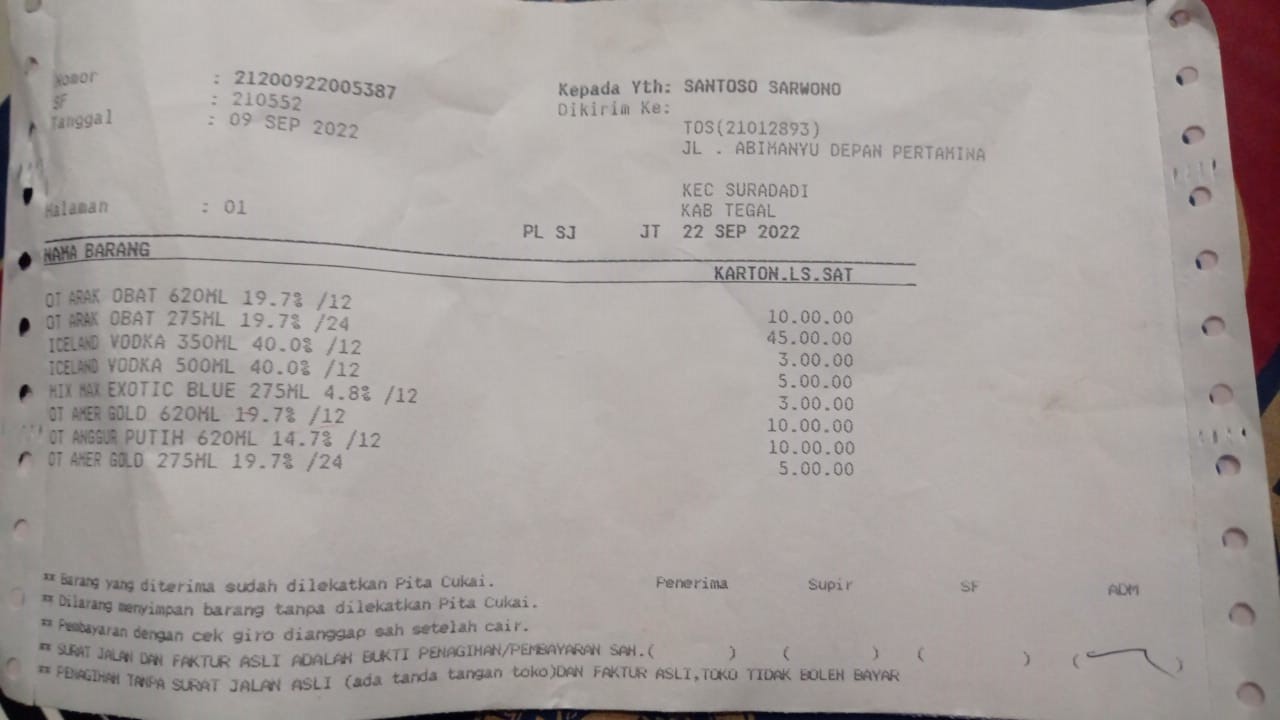 Nomor : 21200922005387
SF : 210552
Tanggal : 09 SEP 2022
Kepada Yth: SANTOSO SARWONO
Dikirim Ke:
TOS(21012893)
JL . ABIMANYU DEPAN PERTAMINA
KEC SURADADI
KAB TEGAL
Halaman : 01
PL SJ JT 22 SEP 2022
NAMA BARANG KARTON.LS.SAT
OT ARAK OBAT 620ML 19.7% /12 10.00.00
OT ARAK OBAT 275ML 19.7% /24 45.00.00
ICELAND VODKA 350ML 40.0% /12 3.00.00
ICELAND VODKA 500ML 40.0% /12 5.00.00
MIX MAX EXOTIC BLUE 275ML 4.8% /12 3.00.00
OT AMER GOLD 620ML 19.7% /12 10.00.00
OT ANGGUR PUTIH 620ML 14.7% /12 10.00.00
OT AMER GOLD 275ML 19.7% /24 5.00.00
** Barang yang diterima sudah dilekatkan Pita Cukai. Penerima Supir SF ADM
** Dilarang menyimpan barang tanpa dilekatkan Pita Cukai.
** Pembayaran dengan cek giro dianggap sah setelah cair.
** SURAT JALAN DAN FAKTUR ASLI ADALAH BUKTI PENAGIHAN/PEMBAYARAN SAH.( ) ( ) ( ) ( )
** PENAGIHAN TANPA SURAT JALAN ASLI (ada tanda tangan toko)DAN FAKTUR ASLI,TOKO TIDAK BOLEH BAYAR